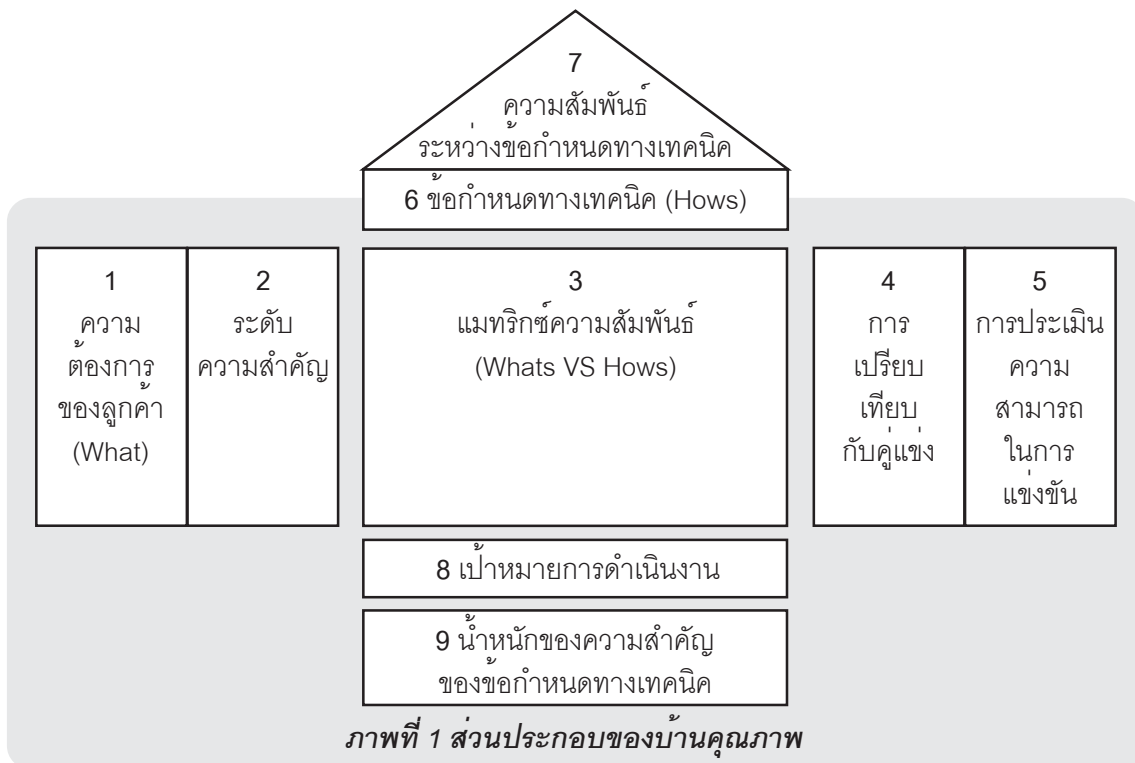 7
ความสัมพันธ์
ระหว่างข้อกำหนดทางเทคนิค
6 ข้อกำหนดทางเทคนิค (Hows)
1
ความ
ต้องการ
ของลูกค้า
(What)
2
ระดับ
ความสำคัญ
3
แมทริกซ์ความสัมพันธ์
(Whats VS Hows)
4
การ
เปรียบ
เทียบ
กับคู่แข่ง
5
การประเมิน
ความ
สามารถ
ในการ
แข่งขัน
8 เป้าหมายการดำเนินงาน
9 น้ำหนักของความสำคัญ
ของข้อกำหนดทางเทคนิค
ภาพที่ 1 ส่วนประกอบของบ้านคุณภาพ